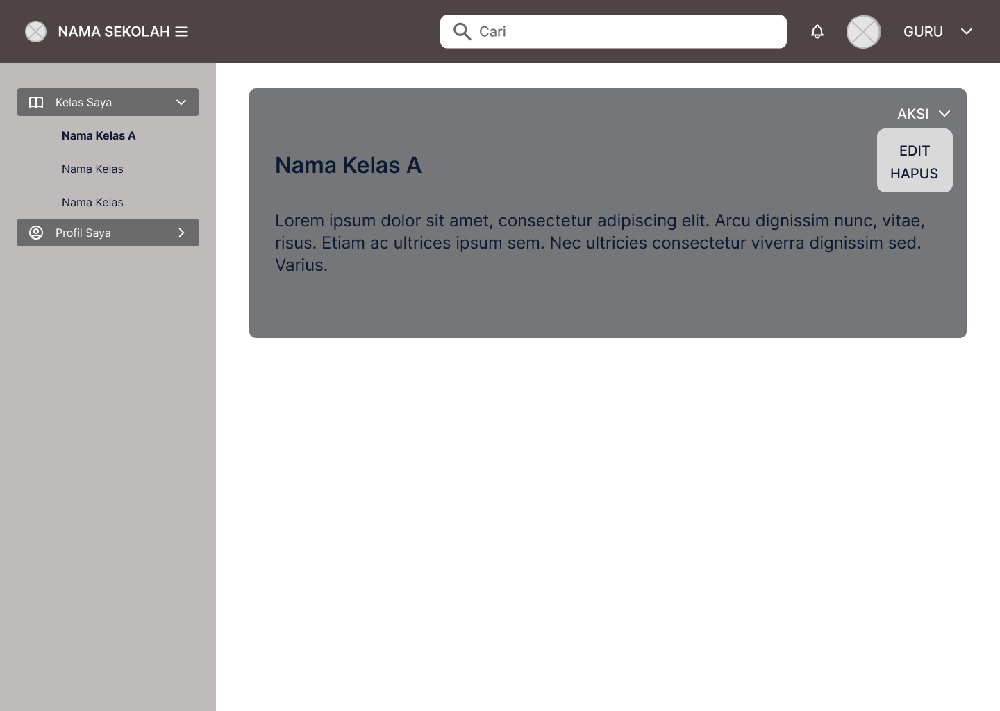 NAMA SEKOLAH
Cari
GURU
Kelas Saya
Nama Kelas A
Nama Kelas
Nama Kelas
Profil Saya
AKSI
EDIT
HAPUS
Nama Kelas A
Lorem ipsum dolor sit amet, consectetur adipiscing elit. Arcu dignissim nunc, vitae,
risus. Etiam ac ultrices ipsum sem. Nec ultricies consectetur viverra dignissim sed.
Varius.